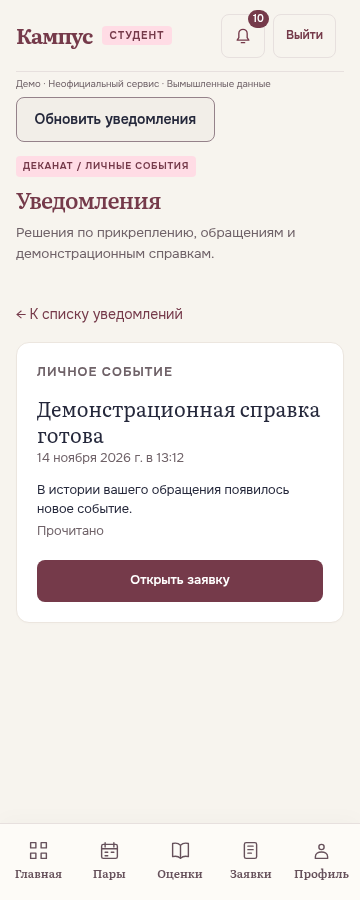 Кампус
СТУДЕНТ
10
Выйти
Демо · Неофициальный сервис · Вымышленные данные
Обновить уведомления
ДЕКАНАТ / ЛИЧНЫЕ СОБЫТИЯ
Уведомления
Решения по прикреплению, обращениям и
демонстрационным справкам.
← К списку уведомлений
ЛИЧНОЕ СОБЫТИЕ
Демонстрационная справка
готова
14 ноября 2026 г. в 13:12
В истории вашего обращения появилось
новое событие.
Прочитано
Открыть заявку
Главная
Пары
Оценки
Заявки
Профиль